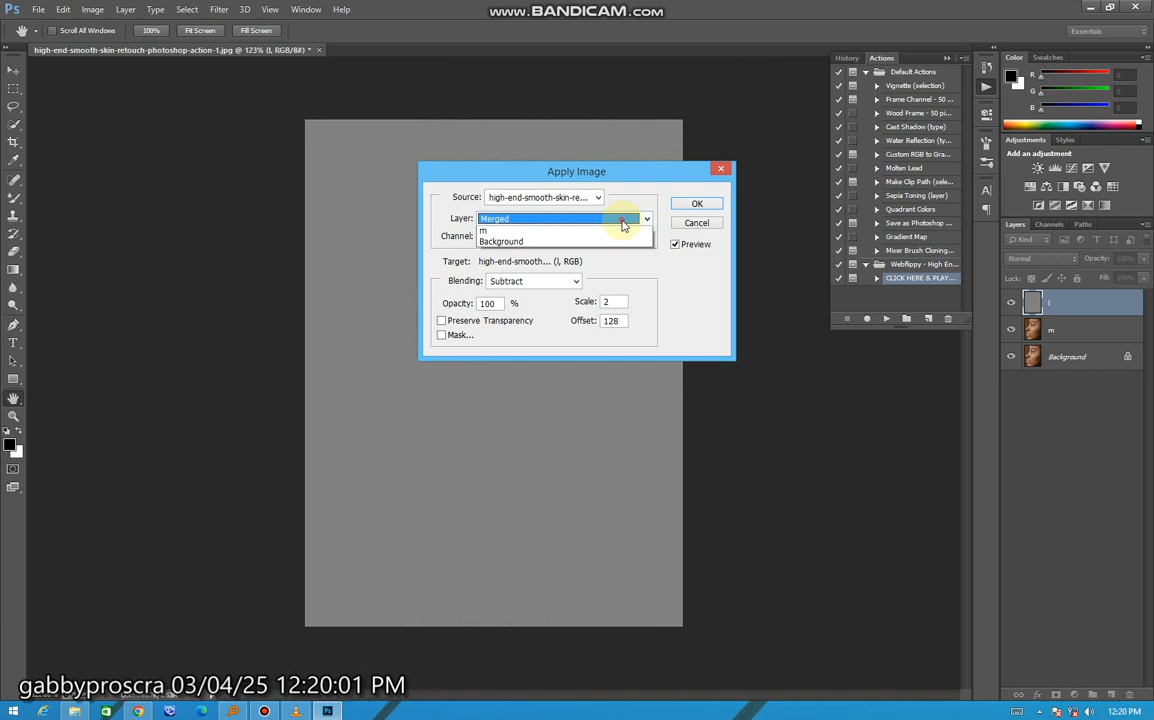 www.BANDICAM.com
Ps File Edit Image Layer Type Select Filter 3D View Window Help
Scroll All Windows 100% Fit Screen Fill Screen Essentials
high-end-smooth-skin-retouch-photoshop-action-1.jpg @ 123% (l, RGB/8#) * ×
History Actions
Default Actions
Vignette (selection)
Frame Channel - 50 ...
Wood Frame - 50 pi...
Cast Shadow (type)
Water Reflection (ty...
Custom RGB to Gra...
Molten Lead
Make Clip Path (sele...
Sepia Toning (layer)
Quadrant Colors
Save as Photoshop ...
Gradient Map
Mixer Brush Cloning...
Webflippy - High En...
CLICK HERE & PLAY...
Color Swatches
R 0
G 0
B 0
Adjustments Styles
Add an adjustment
Layers Channels Paths
Kind
Normal Opacity: 100%
Lock: Fill: 100%
l
m
Background
Apply Image
Source: high-end-smooth-skin-re...
Layer: Merged
m
Background
Channel:
Target: high-end-smooth... (l, RGB)
Blending: Subtract
Opacity: 100 % Scale: 2
Preserve Transparency Offset: 128
Mask...
OK
Cancel
Preview
gabbyproscra 03/04/25 12:20:01 PM
12:20 PM